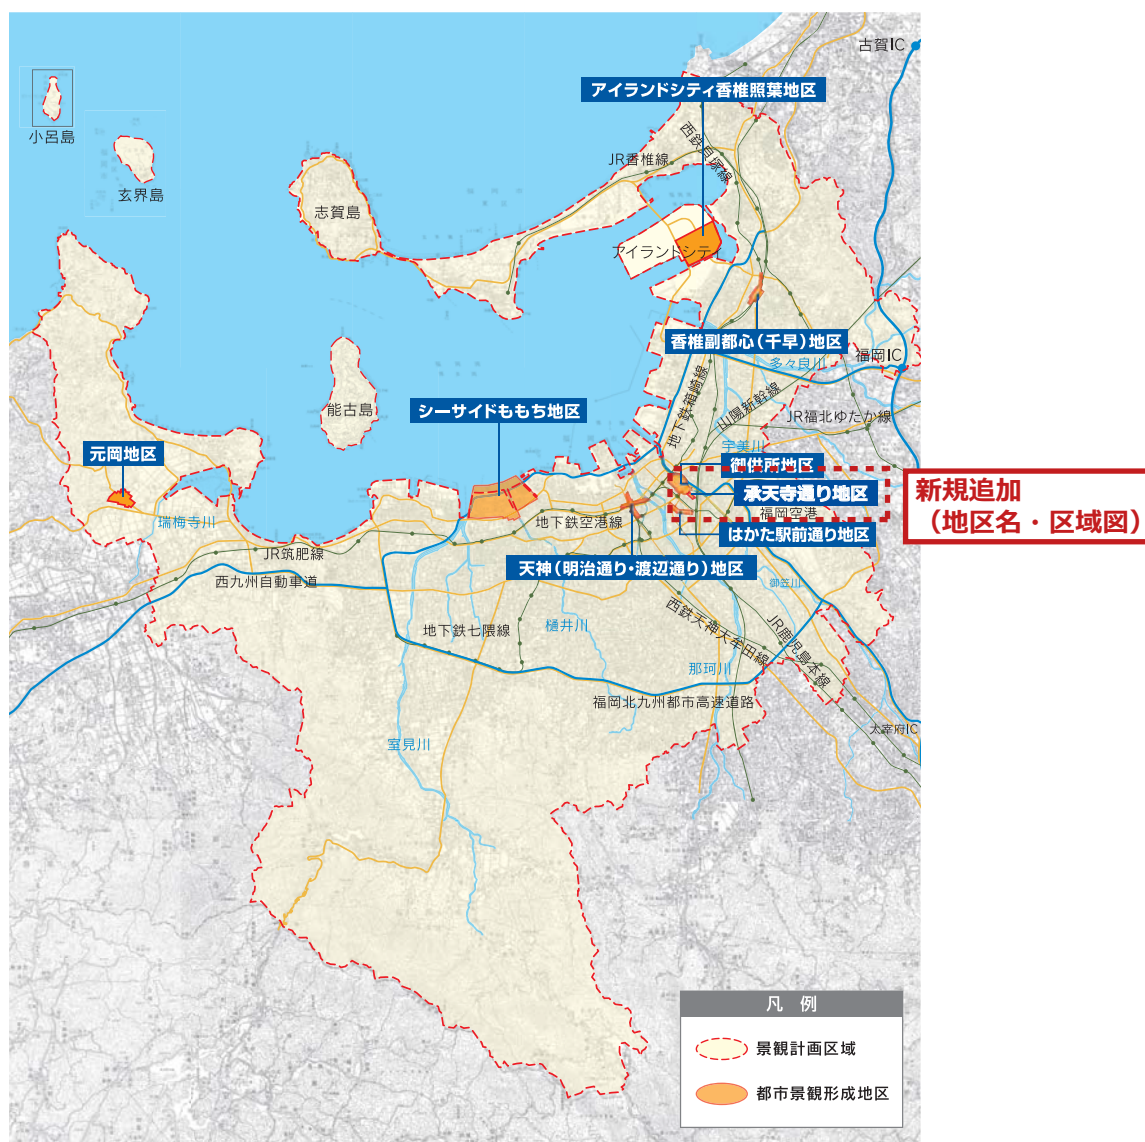 古賀IC
アイランドシティ香椎照葉地区
小呂島
西鉄貝塚線
JR香椎線
玄界島
志賀島
アイランドシティ
香椎副都心(千早)地区
福岡IC
多々良川
地下鉄箱崎線
山陽新幹線
能古島
シーサイドももち地区
JR福北ゆたか線
宇美川
元岡地区
御供所地区
承天寺通り地区
新規追加
(地区名・区域図)
福岡空港
瑞梅寺川
地下鉄空港線
はかた駅前通り地区
JR筑肥線
天神(明治通り・渡辺通り)地区
西九州自動車道
御笠川
西鉄天神大牟田線
JR鹿児島本線
地下鉄七隈線
樋井川
那珂川
福岡北九州都市高速道路
太宰府IC
室見川
凡 例
景観計画区域
都市景観形成地区